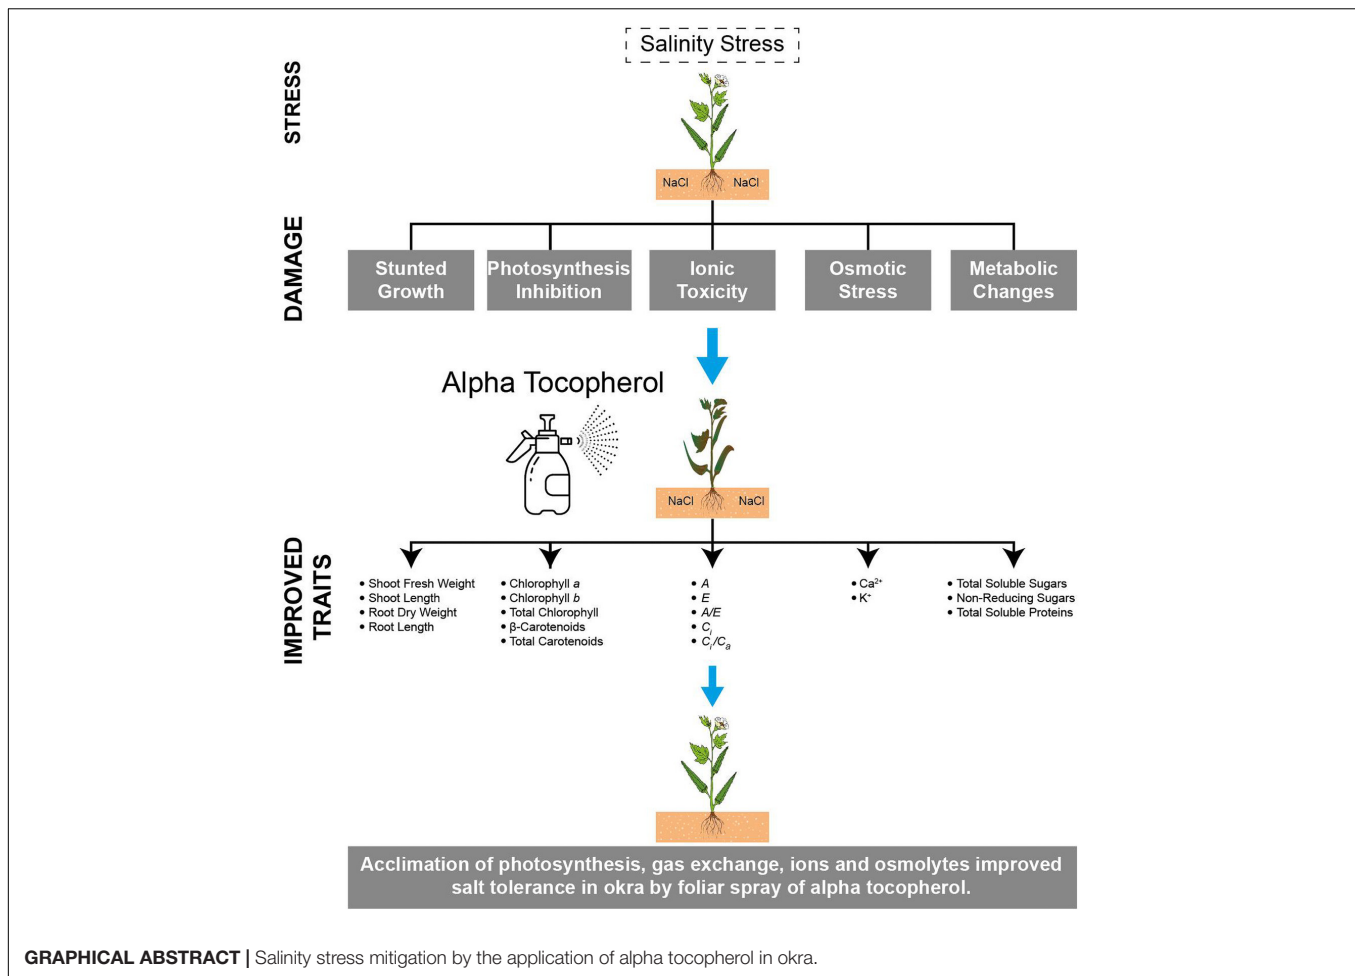 Salinity Stress
STRESS
NaCl NaCl
DAMAGE
Stunted
Growth
Photosynthesis
Inhibition
Ionic
Toxicity
Osmotic
Stress
Metabolic
Changes
Alpha Tocopherol
NaCl NaCl
IMPROVED
TRAITS
• Shoot Fresh Weight
• Shoot Length
• Root Dry Weight
• Root Length
• Chlorophyll a
• Chlorophyll b
• Total Chlorophyll
• β-Carotenoids
• Total Carotenoids
• A
• E
• A/E
• Cᵢ
• Cᵢ/Cₐ
• Ca²⁺
• K⁺
• Total Soluble Sugars
• Non-Reducing Sugars
• Total Soluble Proteins
Acclimation of photosynthesis, gas exchange, ions and osmolytes improved
salt tolerance in okra by foliar spray of alpha tocopherol.
GRAPHICAL ABSTRACT | Salinity stress mitigation by the application of alpha tocopherol in okra.